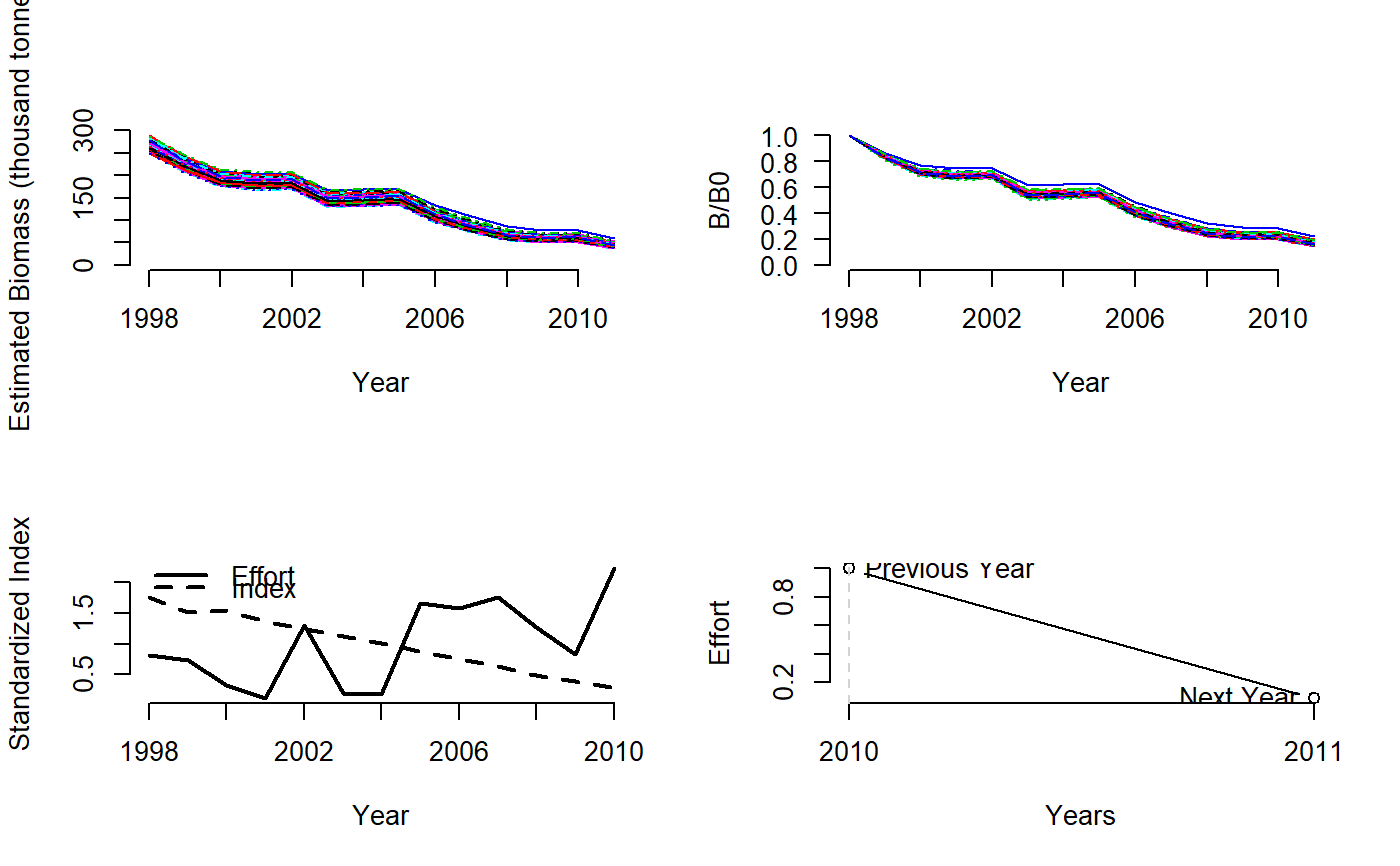 Estimated Biomass (thousand tonne
300
150
0
1998 2002 2006 2010
Year
B/B0
1.0
0.8
0.6
0.4
0.2
0.0
1998 2002 2006 2010
Year
Standardized Index
1.5
0.5
Effort
Index
1998 2002 2006 2010
Year
Effort
0.8
0.2
Previous Year
Next Year
2010 2011
Years